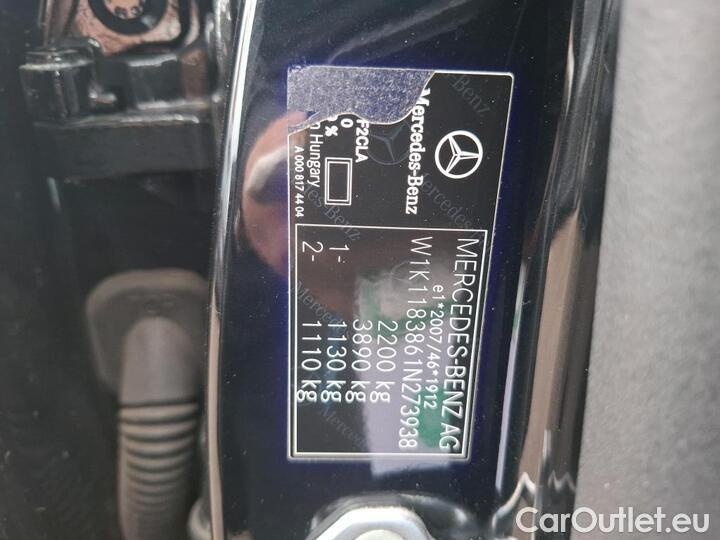 Mercedes-Benz
F2CLA
0
%
Hungary
A 000 817 44 04
MERCEDES-BENZ AG
e1*2007/46*1912
W1K1183861N273938
2200 kg
3890 kg
1- 1130 kg
2- 1110 kg
CarOutlet.eu